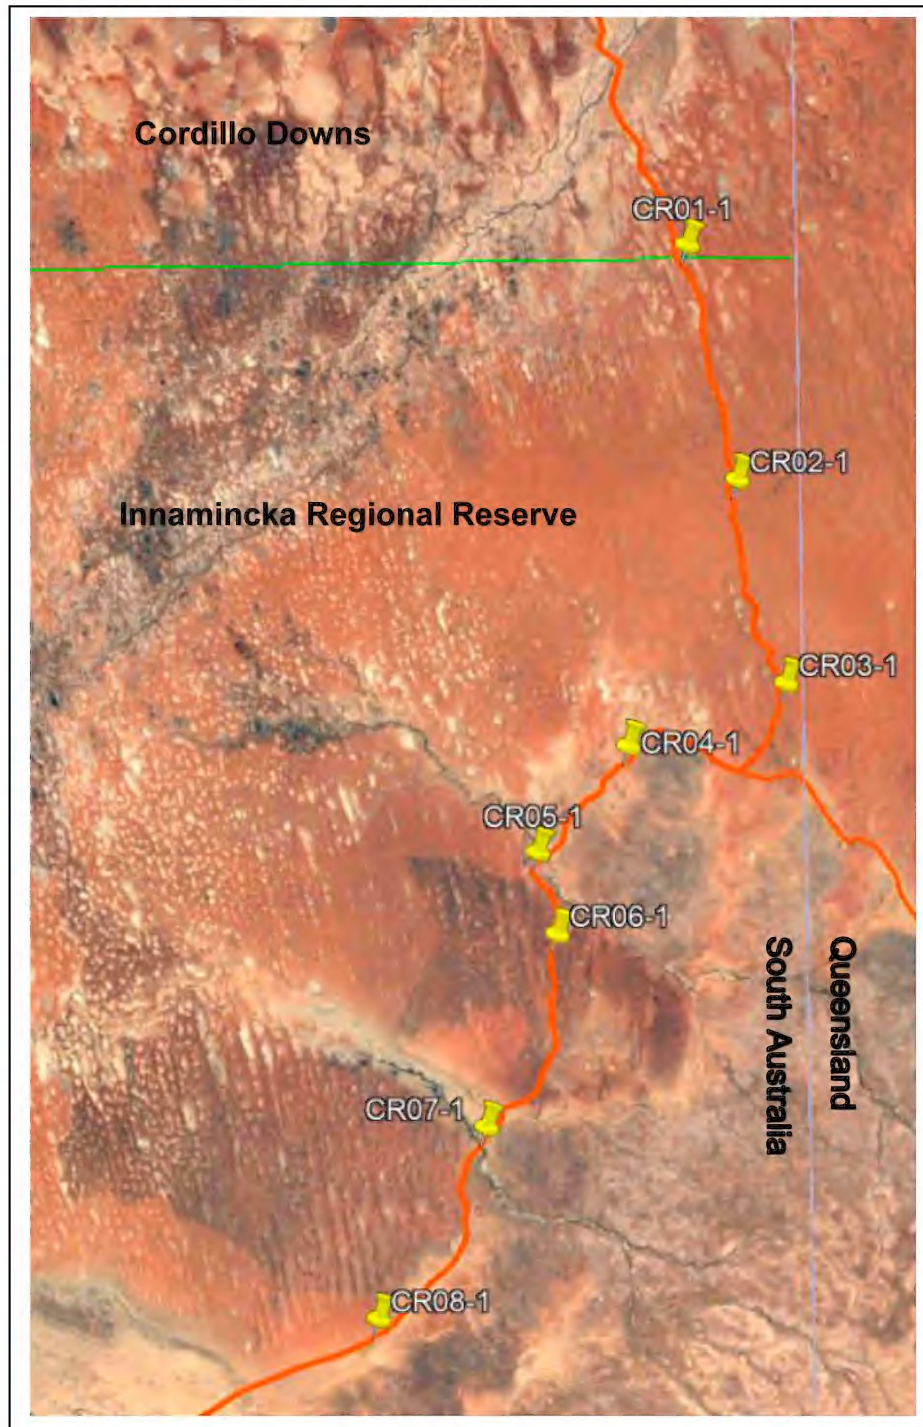 Cordillo Downs
CR01-1
CR02-1
Innamincka Regional Reserve
CR03-1
CR04-1
CR05-1
CR06-1
Queensland
South Australia
CR07-1
CR08-1